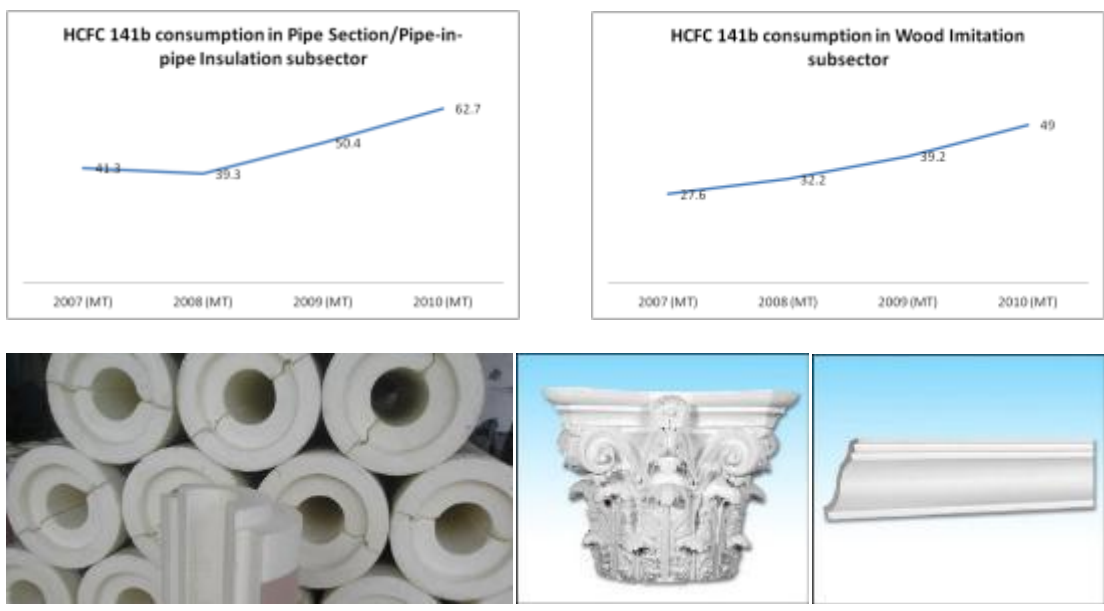 HCFC 141b consumption in Pipe Section/Pipe-in-
pipe Insulation subsector
41.3
39.3
50.4
62.7
2007 (MT)
2008 (MT)
2009 (MT)
2010 (MT)
HCFC 141b consumption in Wood Imitation
subsector
27.6
32.2
39.2
49
2007 (MT)
2008 (MT)
2009 (MT)
2010 (MT)